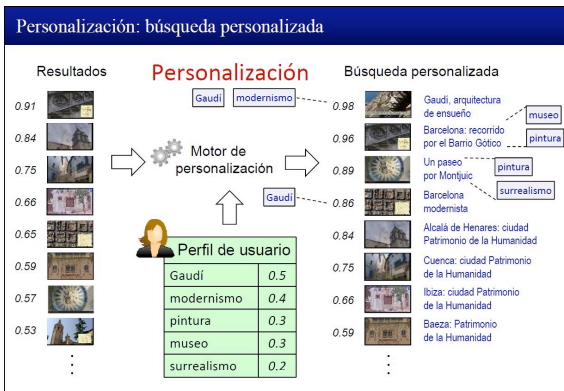 Personalización: búsqueda personalizada
Resultados
Personalización
Búsqueda personalizada
Gaudí
modernismo
0.91
0.84
0.75
0.66
0.65
0.59
0.57
0.53
Motor de
personalización
Gaudí
Perfil de usuario
Gaudí 0.5
modernismo 0.4
pintura 0.3
museo 0.3
surrealismo 0.2
0.98
Gaudí, arquitectura
de ensueño
museo
0.96
Barcelona: recorrido
por el Barrio Gótico
pintura
0.89
Un paseo
por Montjuic
pintura
surrealismo
0.86
Barcelona
modernista
0.84
Alcalá de Henares: ciudad
Patrimonio de la Humanidad
0.75
Cuenca: ciudad Patrimonio
de la Humanidad
0.66
Ibiza: ciudad Patrimonio
de la Humanidad
0.59
Baeza: Patrimonio
de la Humanidad